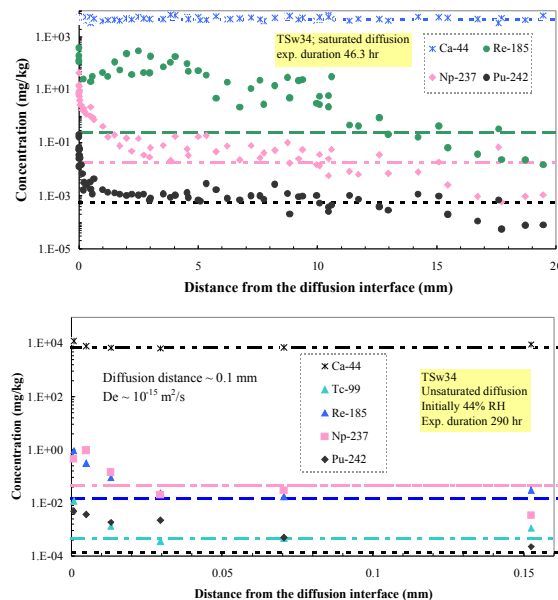 1.E+03
1.E+01
1.E-01
1.E-03
1.E-05
Concentration (mg/kg)
TSw34; saturated diffusion
exp. duration 46.3 hr
Ca-44 Re-185
Np-237 Pu-242
0 5 10 15 20
Distance from the diffusion interface (mm)
1.E+04
1.E+02
1.E+00
1.E-02
1.E-04
Concentration (mg/kg)
Diffusion distance ~ 0.1 mm
De ~ 10⁻¹⁵ m²/s
Ca-44
Tc-99
Re-185
Np-237
Pu-242
TSw34
Unsaturated diffusion
Initially 44% RH
Exp. duration 290 hr
0 0.05 0.1 0.15
Distance from the diffusion interface (mm)